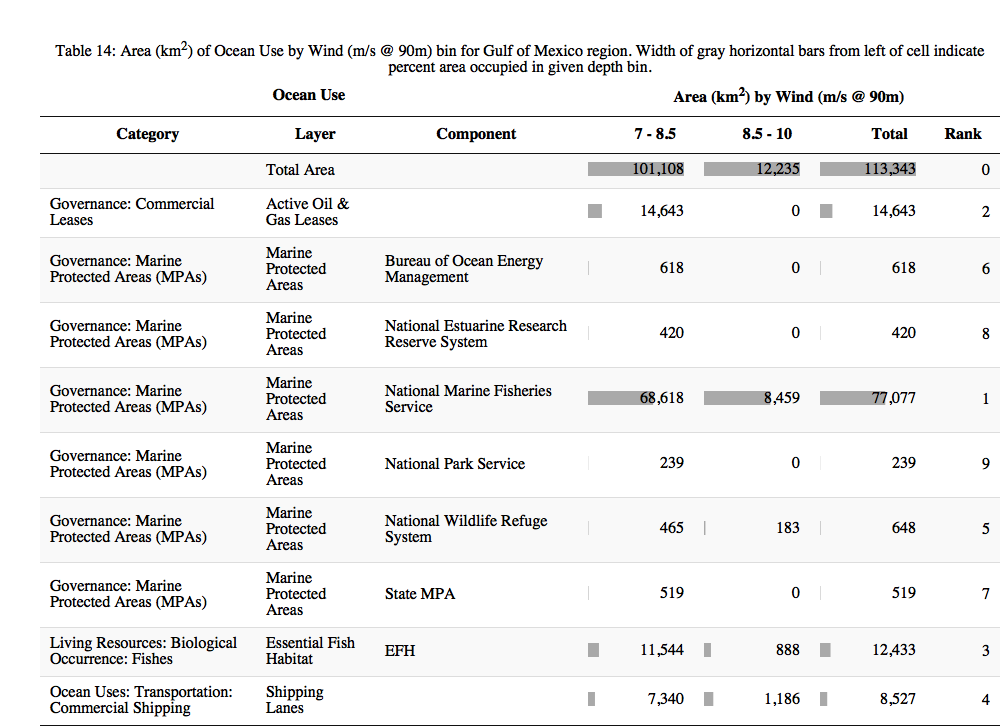 Table 14: Area (km2) of Ocean Use by Wind (m/s @ 90m) bin for Gulf of Mexico region. Width of gray horizontal bars from left of cell indicate
percent area occupied in given depth bin.
Ocean Use Area (km2) by Wind (m/s @ 90m)
Category Layer Component 7 - 8.5 8.5 - 10 Total Rank
Total Area 101,108 12,235 113,343 0
Governance: Commercial
Leases
Active Oil &
Gas Leases
14,643 0 14,643 2
Governance: Marine
Protected Areas (MPAs)
Marine
Protected
Areas
Bureau of Ocean Energy
Management
618 0 618 6
Governance: Marine
Protected Areas (MPAs)
Marine
Protected
Areas
National Estuarine Research
Reserve System
420 0 420 8
Governance: Marine
Protected Areas (MPAs)
Marine
Protected
Areas
National Marine Fisheries
Service
68,618 8,459 77,077 1
Governance: Marine
Protected Areas (MPAs)
Marine
Protected
Areas
National Park Service
239 0 239 9
Governance: Marine
Protected Areas (MPAs)
Marine
Protected
Areas
National Wildlife Refuge
System
465 183 648 5
Governance: Marine
Protected Areas (MPAs)
Marine
Protected
Areas
State MPA
519 0 519 7
Living Resources: Biological
Occurrence: Fishes
Essential Fish
Habitat
EFH
11,544 888 12,433 3
Ocean Uses: Transportation:
Commercial Shipping
Shipping
Lanes
7,340 1,186 8,527 4